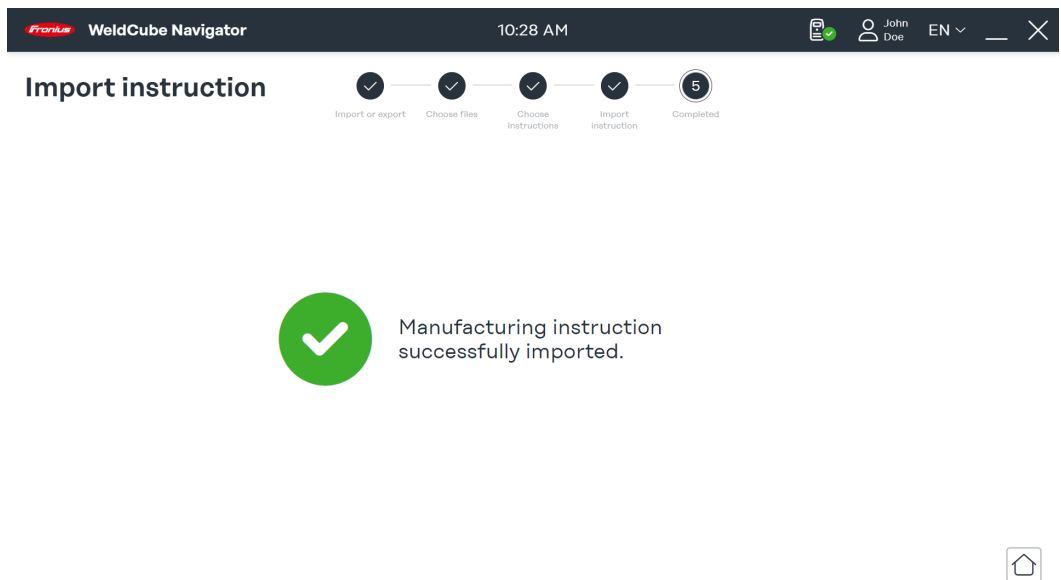 Fronius WeldCube Navigator 10:28 AM John Doe EN
Import instruction
5
Import or export
Choose files
Choose
instructions
Import
instruction
Completed
Manufacturing instruction
successfully imported.